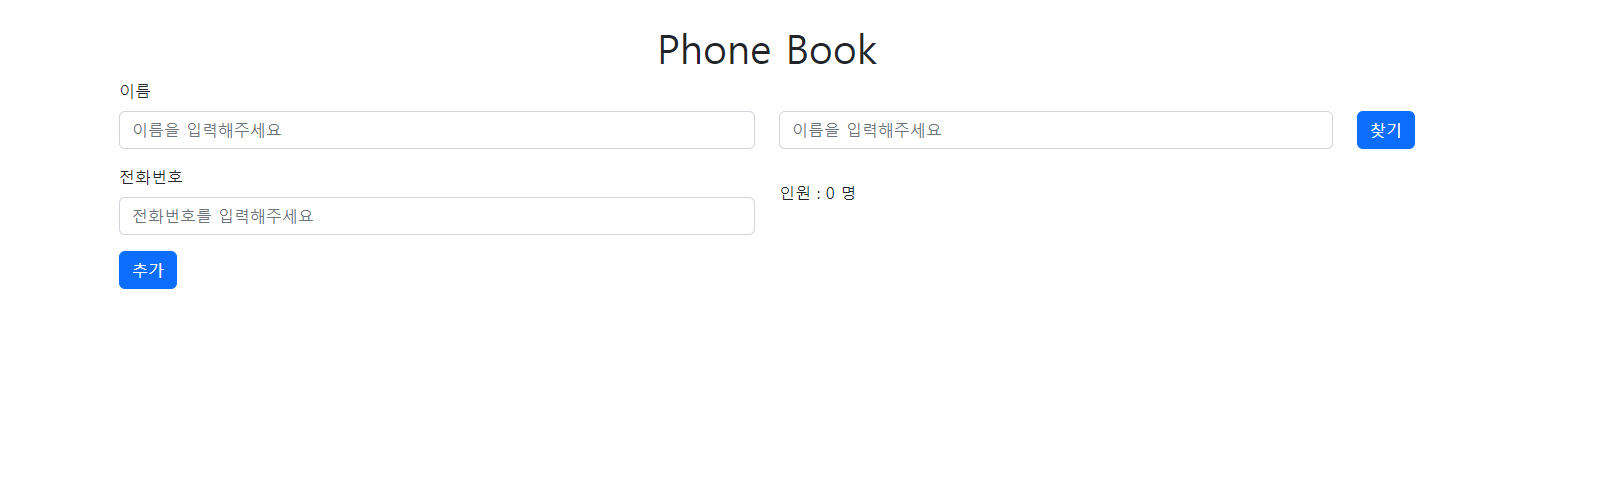 Phone Book
이름
이름을 입력해주세요
이름을 입력해주세요 찾기
전화번호
전화번호를 입력해주세요
인원 : 0 명
추가